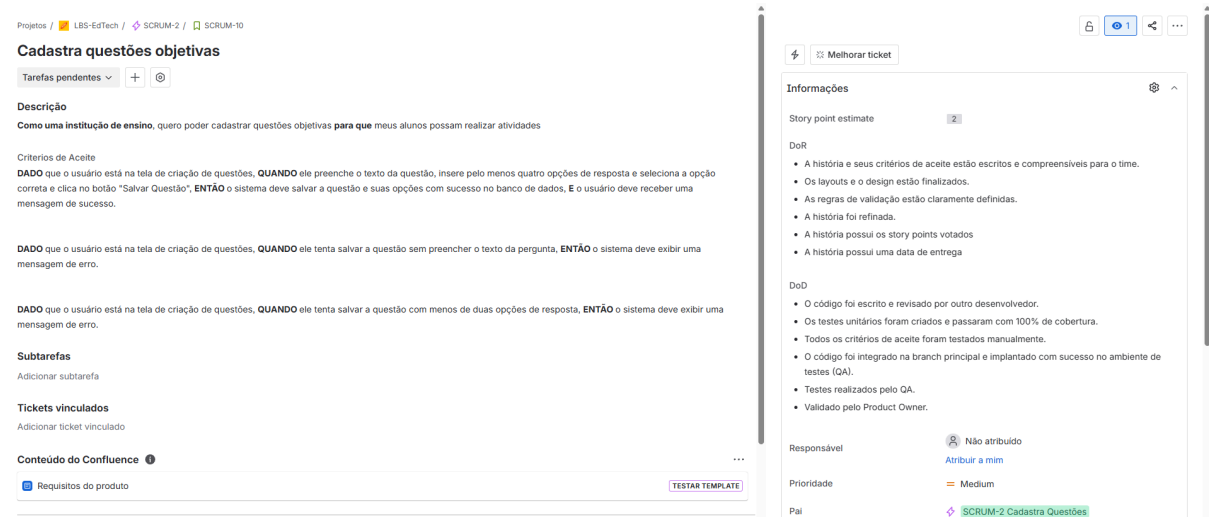 Projetos / LBS-EdTech / SCRUM-2 / SCRUM-10
Cadastra questões objetivas
Tarefas pendentes
Descrição
Como uma institução de ensino, quero poder cadastrar questões objetivas para que meus alunos possam realizar atividades
Criterios de Aceite
DADO que o usuário está na tela de criação de questões, QUANDO ele preenche o texto da questão, insere pelo menos quatro opções de resposta e seleciona a opção
correta e clica no botão "Salvar Questão", ENTÃO o sistema deve salvar a questão e suas opções com sucesso no banco de dados, E o usuário deve receber uma
mensagem de sucesso.
DADO que o usuário está na tela de criação de questões, QUANDO ele tenta salvar a questão sem preencher o texto da pergunta, ENTÃO o sistema deve exibir uma
mensagem de erro.
DADO que o usuário está na tela de criação de questões, QUANDO ele tenta salvar a questão com menos de duas opções de resposta, ENTÃO o sistema deve exibir uma
mensagem de erro.
Subtarefas
Adicionar subtarefa
Tickets vinculados
Adicionar ticket vinculado
Conteúdo do Confluence
Requisitos do produto
TESTAR TEMPLATE
1
Melhorar ticket
Informações
Story point estimate 2
DoR
• A história e seus critérios de aceite estão escritos e compreensíveis para o time.
• Os layouts e o design estão finalizados.
• As regras de validação estão claramente definidas.
• A história foi refinada.
• A história possui os story points votados
• A história possui uma data de entrega
DoD
• O código foi escrito e revisado por outro desenvolvedor.
• Os testes unitários foram criados e passaram com 100% de cobertura.
• Todos os critérios de aceite foram testados manualmente.
• O código foi integrado na branch principal e implantado com sucesso no ambiente de
testes (QA).
• Testes realizados pelo QA.
• Validado pelo Product Owner.
Responsável Não atribuído
Atribuir a mim
Prioridade Medium
Pai SCRUM-2 Cadastra Questões